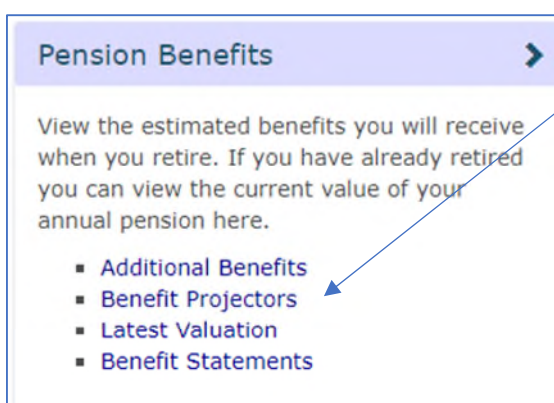 Pension Benefits
View the estimated benefits you will receive
when you retire. If you have already retired
you can view the current value of your
annual pension here.
Additional Benefits
Benefit Projectors
Latest Valuation
Benefit Statements